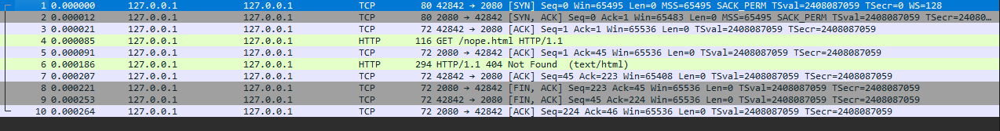 1 0.000000 127.0.0.1 127.0.0.1 TCP 80 42842 → 2080 [SYN] Seq=0 Win=65495 Len=0 MSS=65495 SACK_PERM TSval=2408087059 TSecr=0 WS=128
2 0.000012 127.0.0.1 127.0.0.1 TCP 80 2080 → 42842 [SYN, ACK] Seq=0 Ack=1 Win=65483 Len=0 MSS=65495 SACK_PERM TSval=2408087059 TSecr=24080…
3 0.000021 127.0.0.1 127.0.0.1 TCP 72 42842 → 2080 [ACK] Seq=1 Ack=1 Win=65536 Len=0 TSval=2408087059 TSecr=2408087059
4 0.000085 127.0.0.1 127.0.0.1 HTTP 116 GET /nope.html HTTP/1.1
5 0.000091 127.0.0.1 127.0.0.1 TCP 72 2080 → 42842 [ACK] Seq=1 Ack=45 Win=65536 Len=0 TSval=2408087059 TSecr=2408087059
6 0.000186 127.0.0.1 127.0.0.1 HTTP 294 HTTP/1.1 404 Not Found (text/html)
7 0.000207 127.0.0.1 127.0.0.1 TCP 72 42842 → 2080 [ACK] Seq=45 Ack=223 Win=65408 Len=0 TSval=2408087059 TSecr=2408087059
8 0.000221 127.0.0.1 127.0.0.1 TCP 72 2080 → 42842 [FIN, ACK] Seq=223 Ack=45 Win=65536 Len=0 TSval=2408087059 TSecr=2408087059
9 0.000253 127.0.0.1 127.0.0.1 TCP 72 42842 → 2080 [FIN, ACK] Seq=45 Ack=224 Win=65536 Len=0 TSval=2408087059 TSecr=2408087059
10 0.000264 127.0.0.1 127.0.0.1 TCP 72 2080 → 42842 [ACK] Seq=224 Ack=46 Win=65536 Len=0 TSval=2408087059 TSecr=2408087059